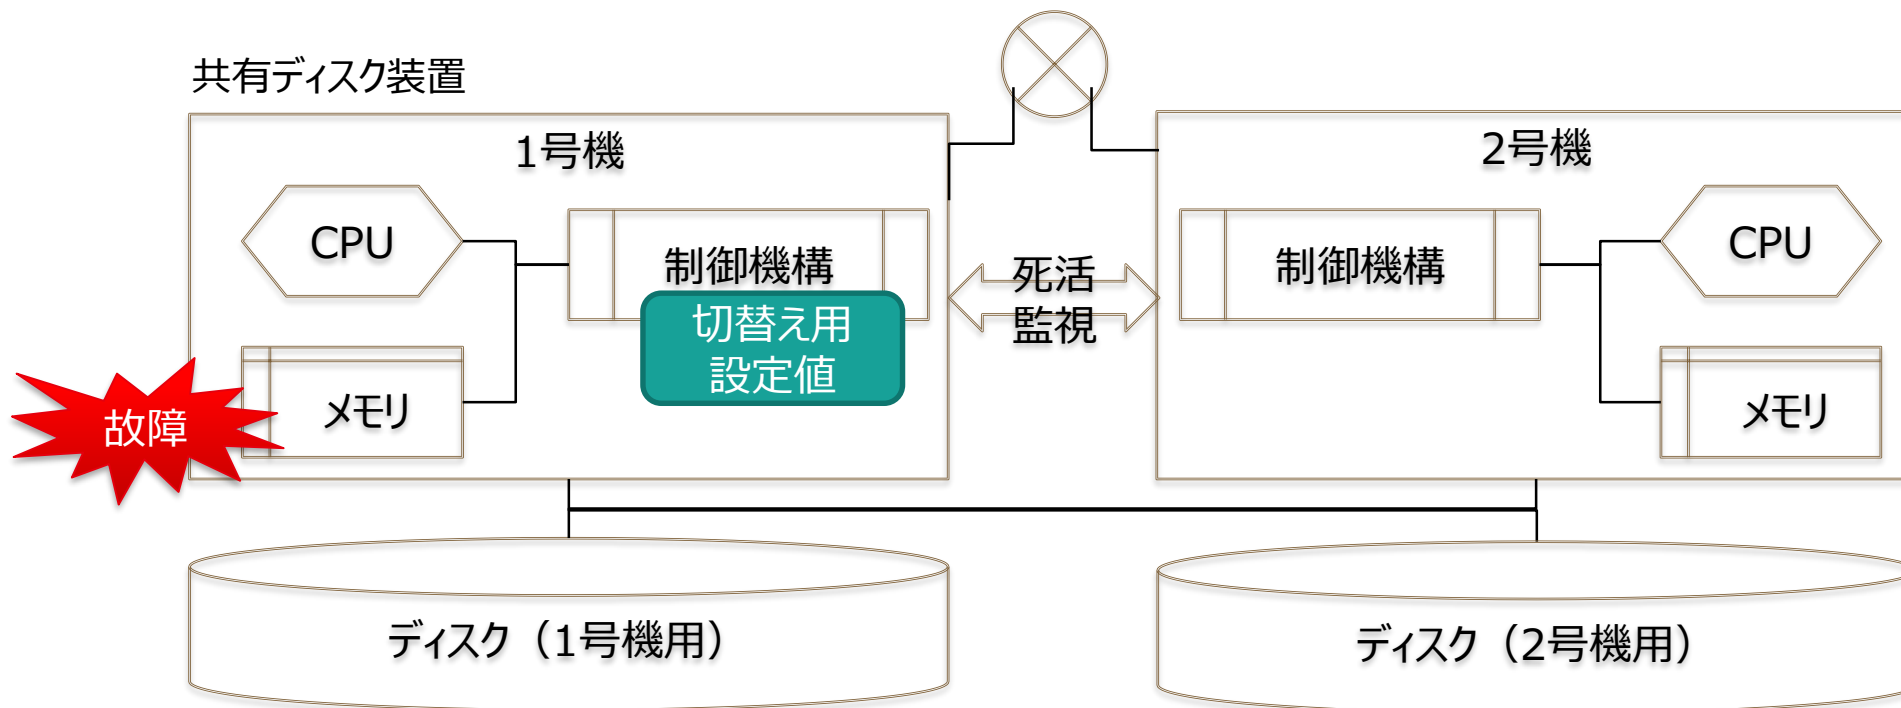 共有ディスク装置
1号機
2号機
CPU
制御機構
切替え用
設定値
死活
監視
制御機構
CPU
故障
メモリ
メモリ
ディスク（1号機用）
ディスク（2号機用）